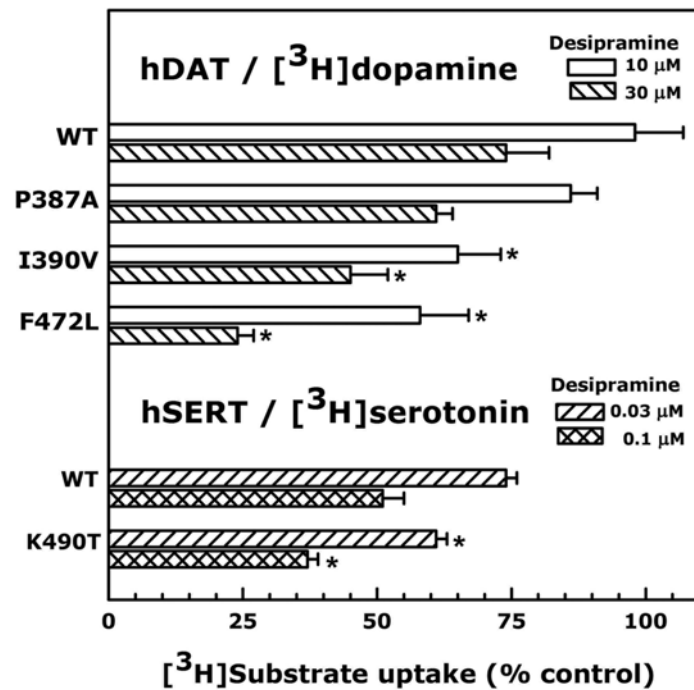 hDAT / [³H]dopamine
Desipramine
10 μM
30 μM
WT
P387A
I390V
*
*
F472L
*
*
hSERT / [³H]serotonin
Desipramine
0.03 μM
0.1 μM
WT
K490T
*
*
0 25 50 75 100
[³H]Substrate uptake (% control)